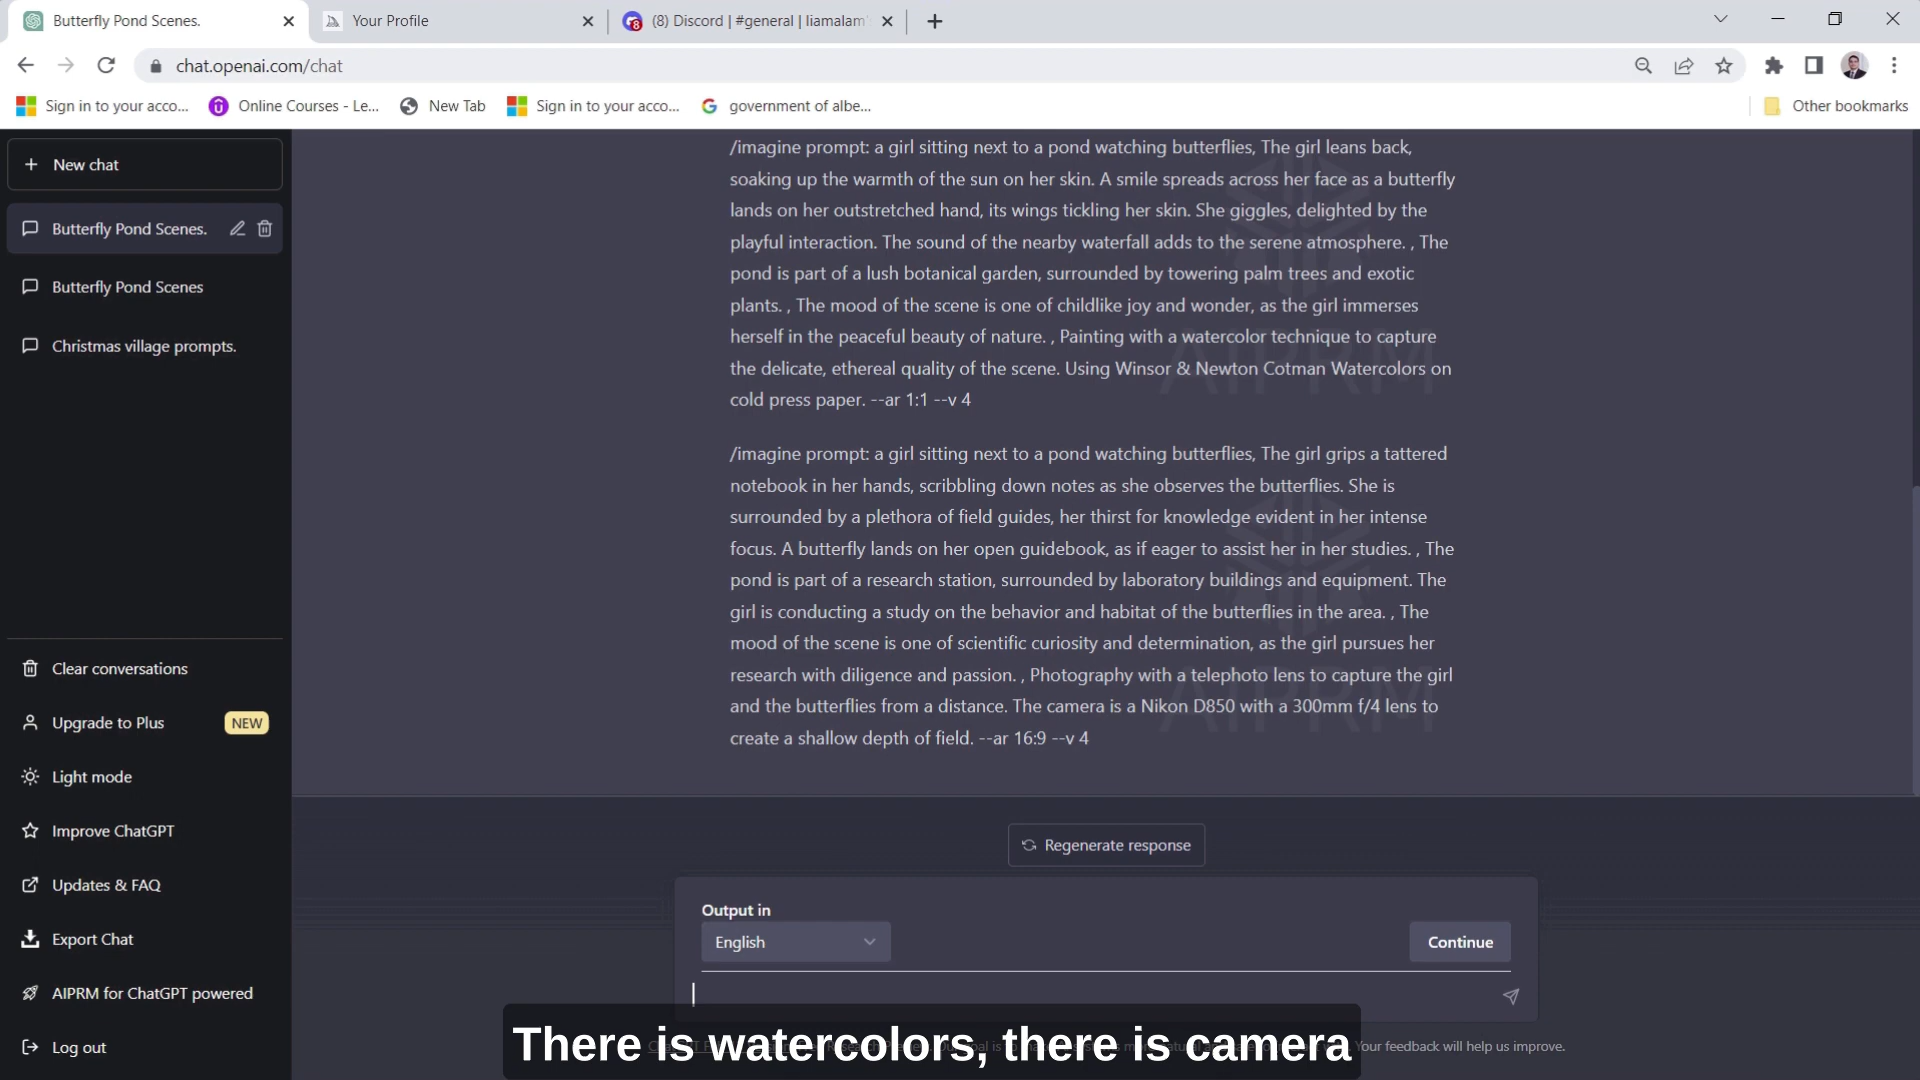 Butterfly Pond Scenes.
Your Profile
(8) Discord | #general | liamalam
chat.openai.com/chat
Sign in to your acco...
Online Courses - Le...
New Tab
Sign in to your acco...
government of albe...
Other bookmarks
New chat
Butterfly Pond Scenes.
Butterfly Pond Scenes
Christmas village prompts.
Clear conversations
Upgrade to Plus
NEW
Light mode
Improve ChatGPT
Updates & FAQ
Export Chat
AIPRM for ChatGPT powered
Log out
/imagine prompt: a girl sitting next to a pond watching butterflies, The girl leans back,
soaking up the warmth of the sun on her skin. A smile spreads across her face as a butterfly
lands on her outstretched hand, its wings tickling her skin. She giggles, delighted by the
playful interaction. The sound of the nearby waterfall adds to the serene atmosphere. , The
pond is part of a lush botanical garden, surrounded by towering palm trees and exotic
plants. , The mood of the scene is one of childlike joy and wonder, as the girl immerses
herself in the peaceful beauty of nature. , Painting with a watercolor technique to capture
the delicate, ethereal quality of the scene. Using Winsor & Newton Cotman Watercolors on
cold press paper. --ar 1:1 --v 4
AIPRM
/imagine prompt: a girl sitting next to a pond watching butterflies, The girl grips a tattered
notebook in her hands, scribbling down notes as she observes the butterflies. She is
surrounded by a plethora of field guides, her thirst for knowledge evident in her intense
focus. A butterfly lands on her open guidebook, as if eager to assist her in her studies. , The
pond is part of a research station, surrounded by laboratory buildings and equipment. The
girl is conducting a study on the behavior and habitat of the butterflies in the area. , The
mood of the scene is one of scientific curiosity and determination, as the girl pursues her
research with diligence and passion. , Photography with a telephoto lens to capture the girl
and the butterflies from a distance. The camera is a Nikon D850 with a 300mm f/4 lens to
create a shallow depth of field. --ar 16:9 --v 4
AIPRM
Regenerate response
Output in
English
Continue
There is watercolors, there is camera
Your feedback will help us improve.